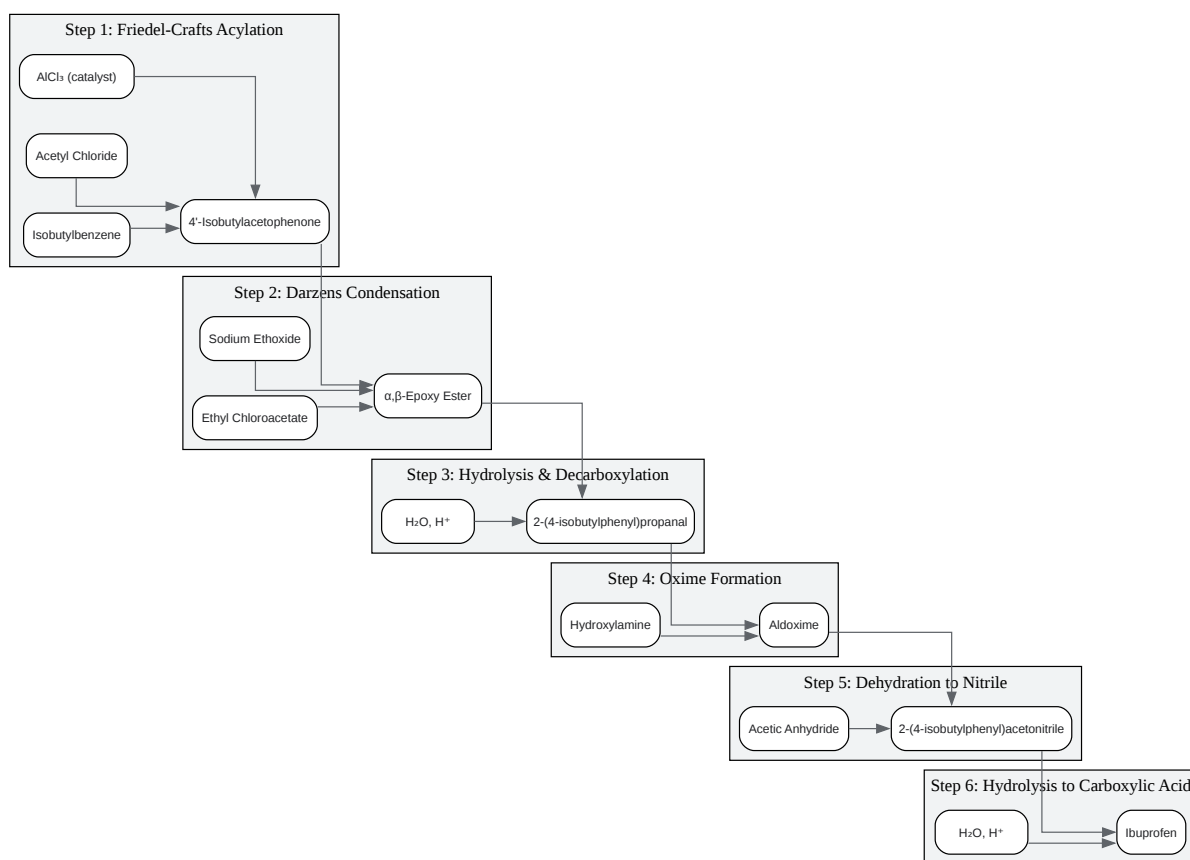 Step 1: Friedel-Crafts Acylation
AlCl₃ (catalyst)
Acetyl Chloride
4'-Isobutylacetophenone
Isobutylbenzene
Step 2: Darzens Condensation
Sodium Ethoxide
α,β-Epoxy Ester
Ethyl Chloroacetate
Step 3: Hydrolysis & Decarboxylation
H₂O, H⁺
2-(4-isobutylphenyl)propanal
Step 4: Oxime Formation
Hydroxylamine
Aldoxime
Step 5: Dehydration to Nitrile
Acetic Anhydride
2-(4-isobutylphenyl)acetonitrile
Step 6: Hydrolysis to Carboxylic Acid
H₂O, H⁺
Ibuprofen